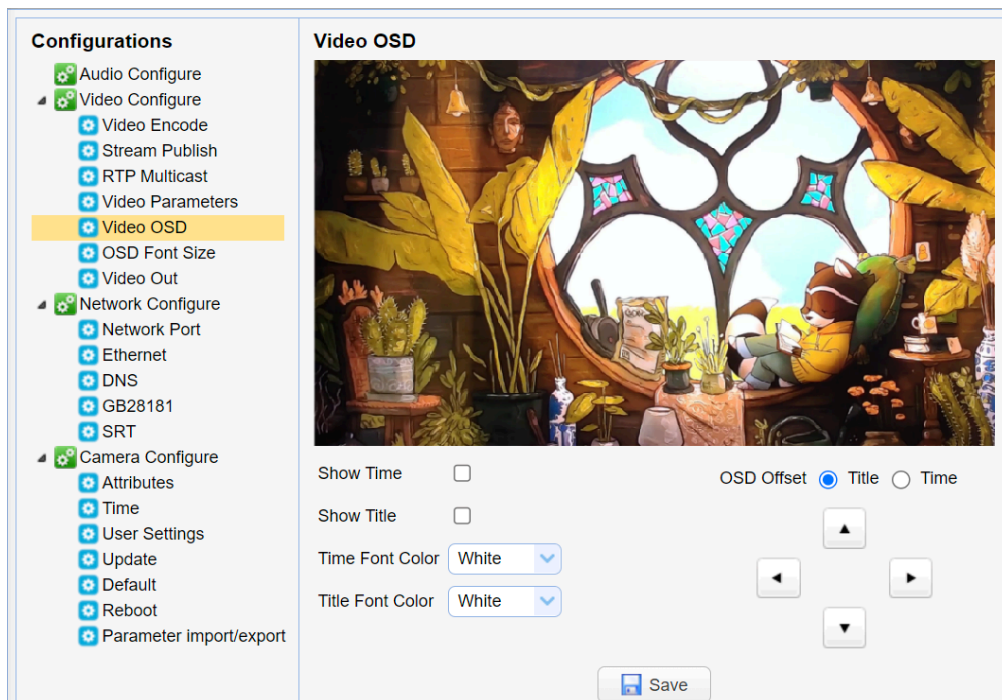 Configurations
Audio Configure
Video Configure
Video Encode
Stream Publish
RTP Multicast
Video Parameters
Video OSD
OSD Font Size
Video Out
Network Configure
Network Port
Ethernet
DNS
GB28181
SRT
Camera Configure
Attributes
Time
User Settings
Update
Default
Reboot
Parameter import/export
Video OSD
Show Time
Show Title
Time Font Color White
Title Font Color White
OSD Offset Title Time
Save